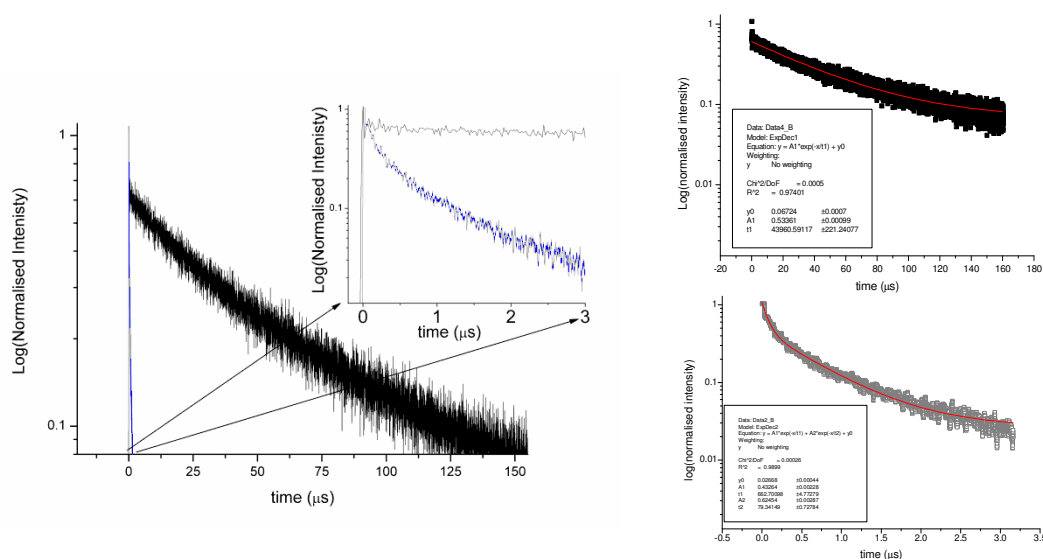 Log(Normalised Intenisty)
1
0.1
0
25
50
75
100
125
150
time (μs)
Log(Normalised Intenisty)
0.1
0
1
2
3
time (μs)
Log(normalised intensity)
1
0.1
0.01
-20
0
20
40
60
80
100
120
140
160
180
time (μs)
Data: Data4_B
Model: ExpDec1
Equation: y = A1*exp(-x/t1) + y0
Weighting:
y No weighting
Chi^2/DoF = 0.0005
R^2 = 0.97401
y0 0.06724 ±0.0007
A1 0.53361 ±0.00099
t1 43960.59117 ±221.24077
log(normalised intensity)
1
0.1
0.01
-0.5
0.0
0.5
1.0
1.5
2.0
2.5
3.0
3.5
time (μs)
Data: Data2_B
Model: ExpDec2
Equation: y = A1*exp(-x/t1) + A2*exp(-x/t2) + y0
Weighting:
y No weighting
Chi^2/DoF = 0.00026
R^2 = 0.9899
y0 0.02668 ±0.00044
A1 0.43264 ±0.00228
t1 662.70098 ±4.77279
A2 0.62454 ±0.00287
t2 79.34149 ±0.72784